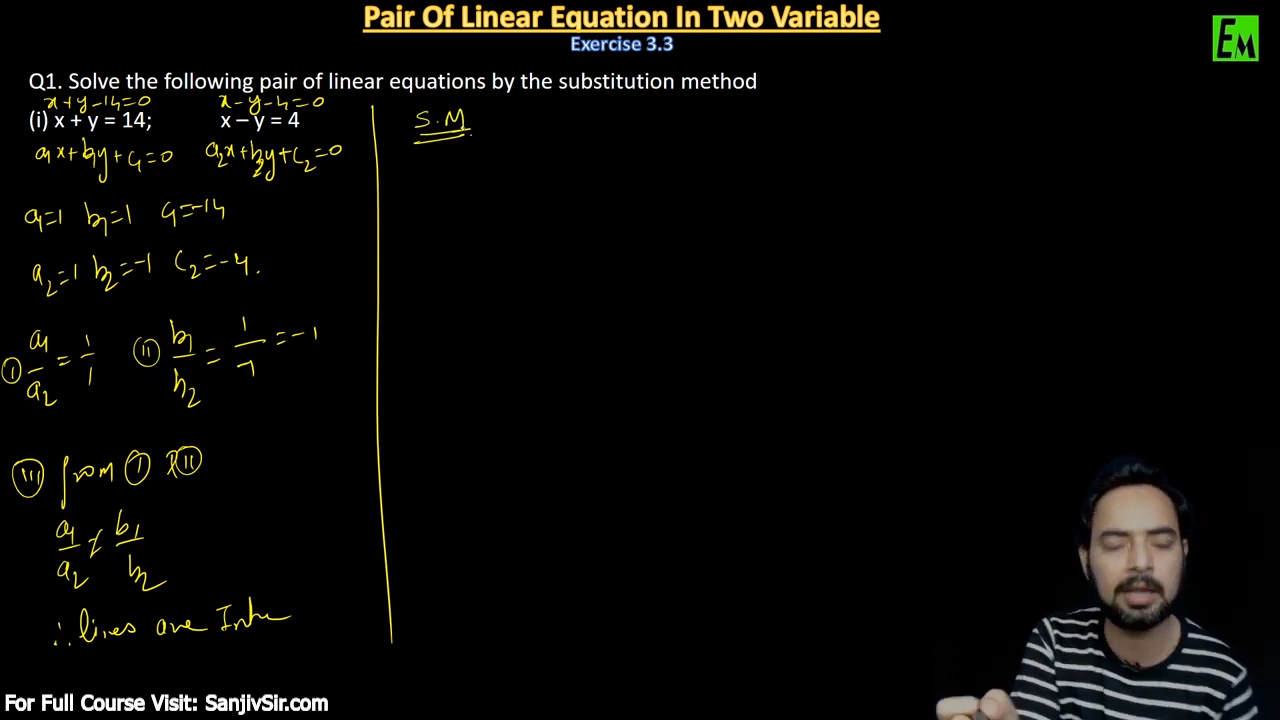 Pair Of Linear Equation In Two Variable
Exercise 3.3
EM
Q1. Solve the following pair of linear equations by the substitution method
x+y-14=0 x-y-4=0
(i) x + y = 14; x – y = 4
a₁x+b₁y+c₁=0 a₂x+b₂y+c₂=0
S.M
a₁=1 b₁=1 c₁=-14
a₂=1 b₂=-1 c₂=-4.
(i) a₁/a₂ = 1/1 (ii) b₁/b₂ = 1/-1 = -1
(iii) from (i) & (ii)
a₁/a₂ ≠ b₁/b₂
∴ lines are Inte
For Full Course Visit: SanjivSir.com